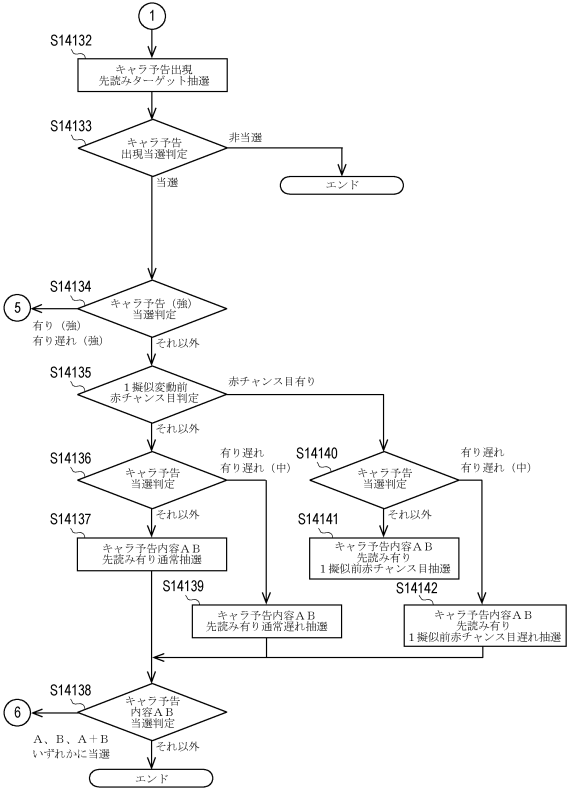 1
S14132
キャラ予告出現
先読みターゲット抽選
S14133
キャラ予告
出現当選判定
非当選
エンド
当選
S14134
キャラ予告（強）
当選判定
5
有り（強）
有り遅れ（強）
それ以外
S14135
１擬似変動前
赤チャンス目判定
赤チャンス目有り
それ以外
S14136
キャラ予告
当選判定
有り遅れ
有り遅れ（中）
S14140
キャラ予告
当選判定
有り遅れ
有り遅れ（中）
それ以外
それ以外
S14137
キャラ予告内容ＡＢ
先読み有り通常抽選
S14141
キャラ予告内容ＡＢ
先読み有り
１擬似前赤チャンス目抽選
S14139
キャラ予告内容ＡＢ
先読み有り通常遅れ抽選
S14142
キャラ予告内容ＡＢ
先読み有り
１擬似前赤チャンス目遅れ抽選
S14138
キャラ予告
内容ＡＢ
当選判定
6
Ａ、Ｂ、Ａ＋Ｂ
いずれかに当選
それ以外
エンド